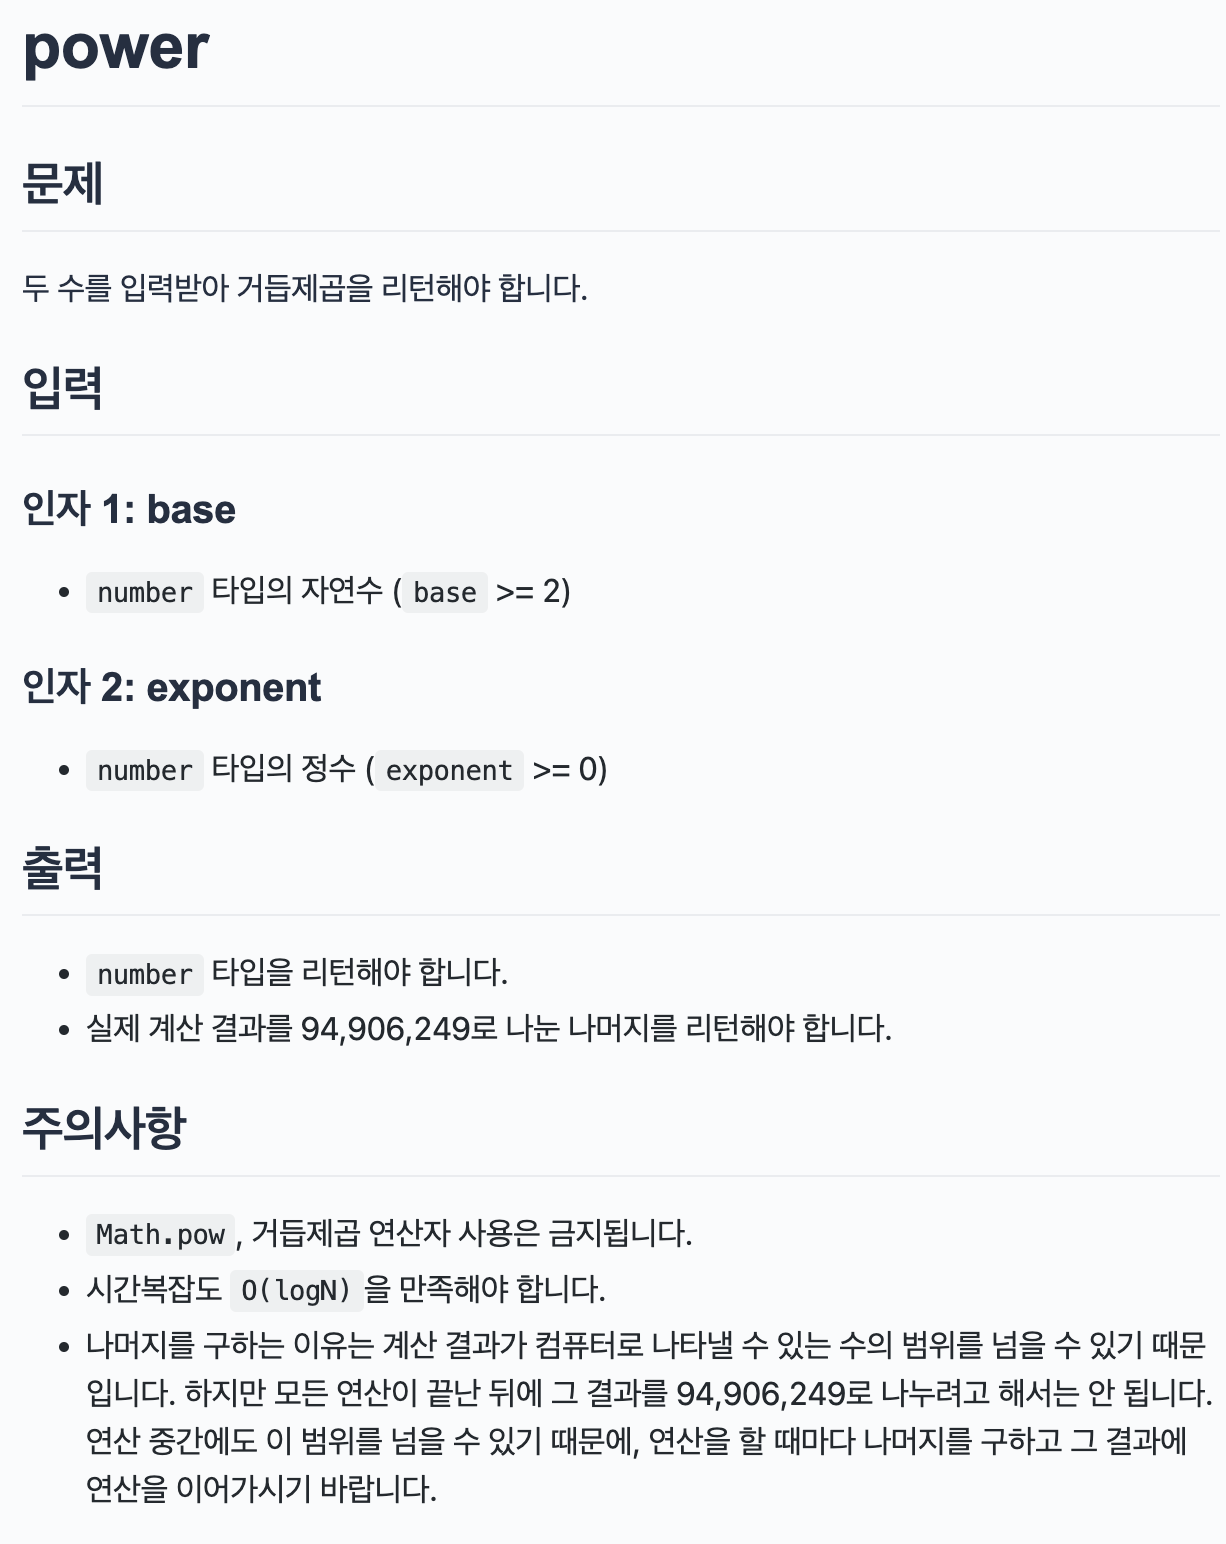 power
문제
두 수를 입력받아 거듭제곱을 리턴해야 합니다.
입력
인자 1: base
• number 타입의 자연수 ( base >= 2)
인자 2: exponent
• number 타입의 정수 ( exponent >= 0)
출력
• number 타입을 리턴해야 합니다.
• 실제 계산 결과를 94,906,249로 나눈 나머지를 리턴해야 합니다.
주의사항
• Math.pow , 거듭제곱 연산자 사용은 금지됩니다.
• 시간복잡도 O(logN) 을 만족해야 합니다.
• 나머지를 구하는 이유는 계산 결과가 컴퓨터로 나타낼 수 있는 수의 범위를 넘을 수 있기 때문
입니다. 하지만 모든 연산이 끝난 뒤에 그 결과를 94,906,249로 나누려고 해서는 안 됩니다.
연산 중간에도 이 범위를 넘을 수 있기 때문에, 연산을 할 때마다 나머지를 구하고 그 결과에
연산을 이어가시기 바랍니다.